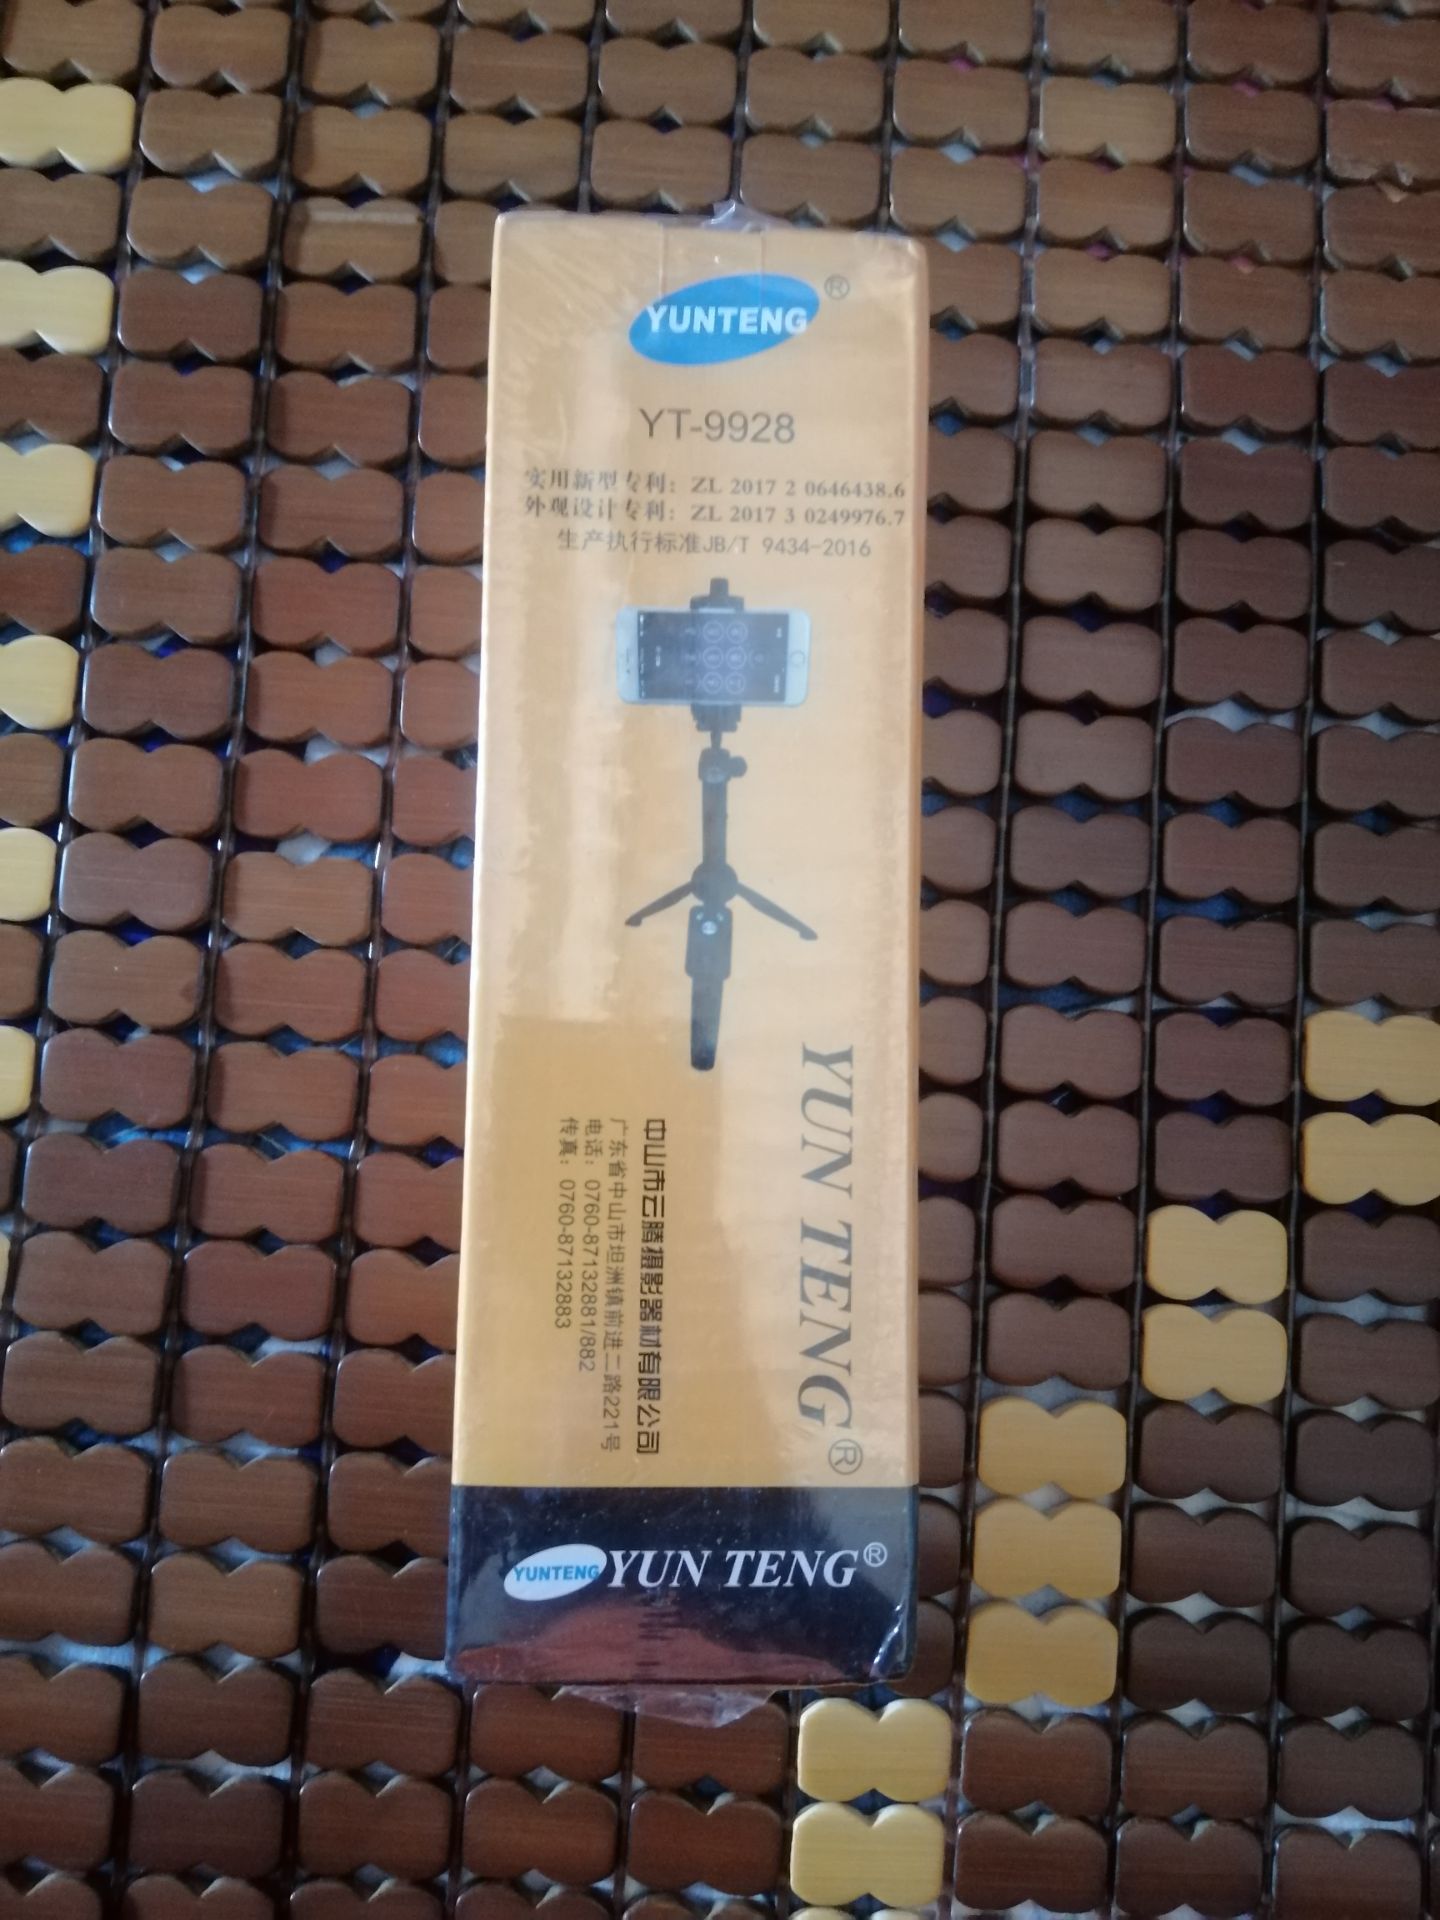 YUNTENG®
YT-9928
实用新型专利：ZL 2017 2 0646438.6
外观设计专利：ZL 2017 3 0249976.7
生产执行标准JB/T 9434-2016
YUN TENG®
中山市云腾摄影器材有限公司
广东省中山市坦洲镇前进二路221号
电话：0760-87132881/882
传真：0760-87132883
YUNTENG YUN TENG®